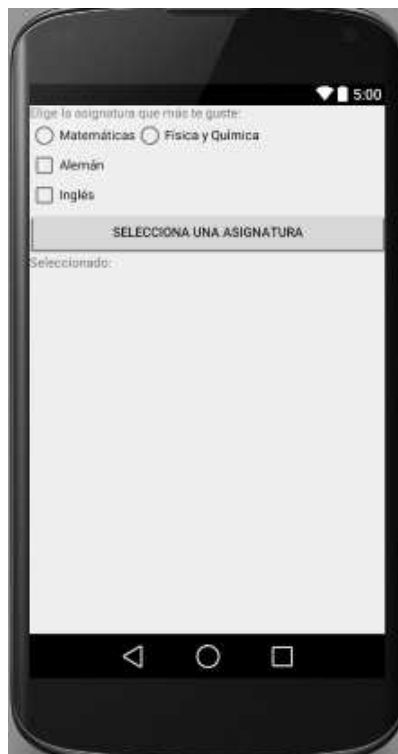 5:00
Elige la asignatura que más te guste:
Matemáticas Física y Química
Alemán
Inglés
SELECCIONA UNA ASIGNATURA
Seleccionado: